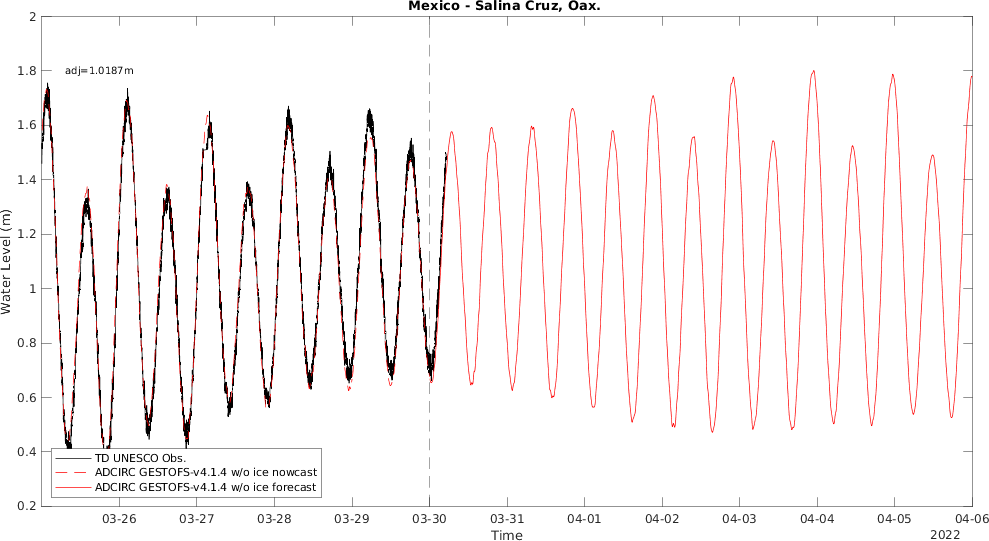 Mexico - Salina Cruz, Oax.
2
1.8
adj=1.0187m
1.6
1.4
1.2
1
0.8
0.6
0.4
0.2
Water Level (m)
TD UNESCO Obs.
ADCIRC GESTOFS-v4.1.4 w/o ice nowcast
ADCIRC GESTOFS-v4.1.4 w/o ice forecast
03-26 03-27 03-28 03-29 03-30 03-31 04-01 04-02 04-03 04-04 04-05 04-06
Time
2022